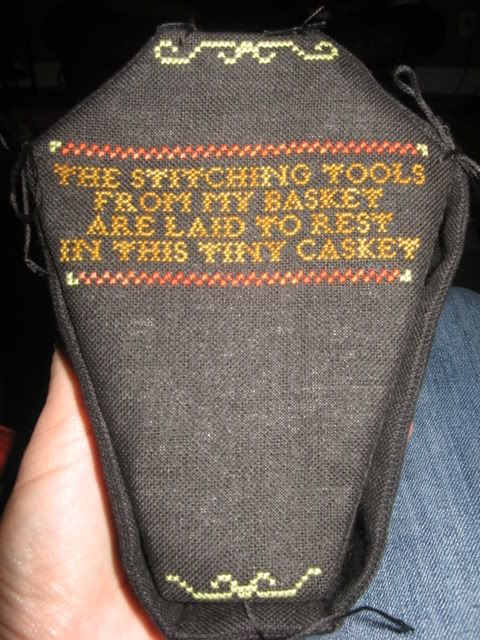 THE STITCHING TOOLS
FROM MY BASKET
ARE LAID TO REST
IN THIS TINY CASKET